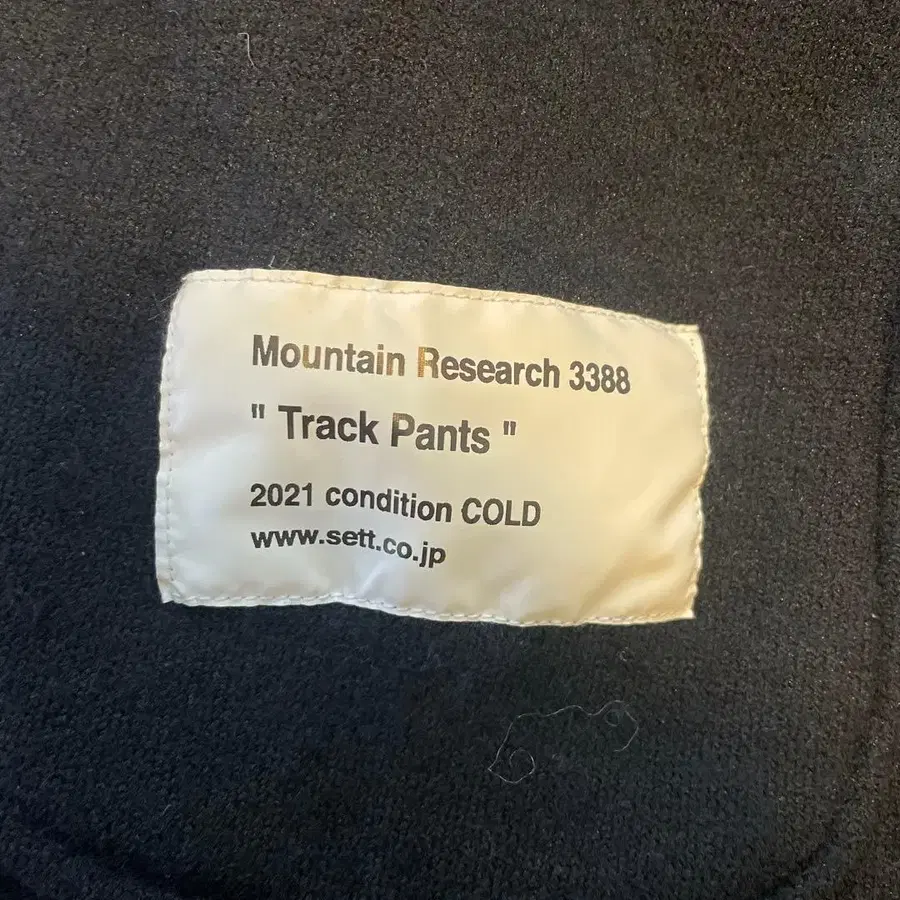 Mountain Research 3388
" Track Pants "
2021 condition COLD
www.sett.co.jp